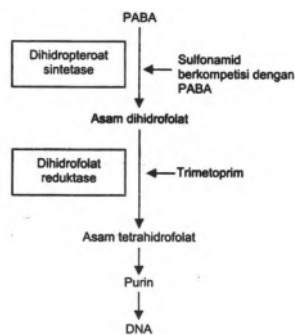 PABA
Dihidropteroat
sintetase
Sulfonamid
berkompetisi dengan
PABA
Asam dihidrofolat
Dihidrofolat
reduktase
Trimetoprim
Asam tetrahidrofolat
Purin
DNA